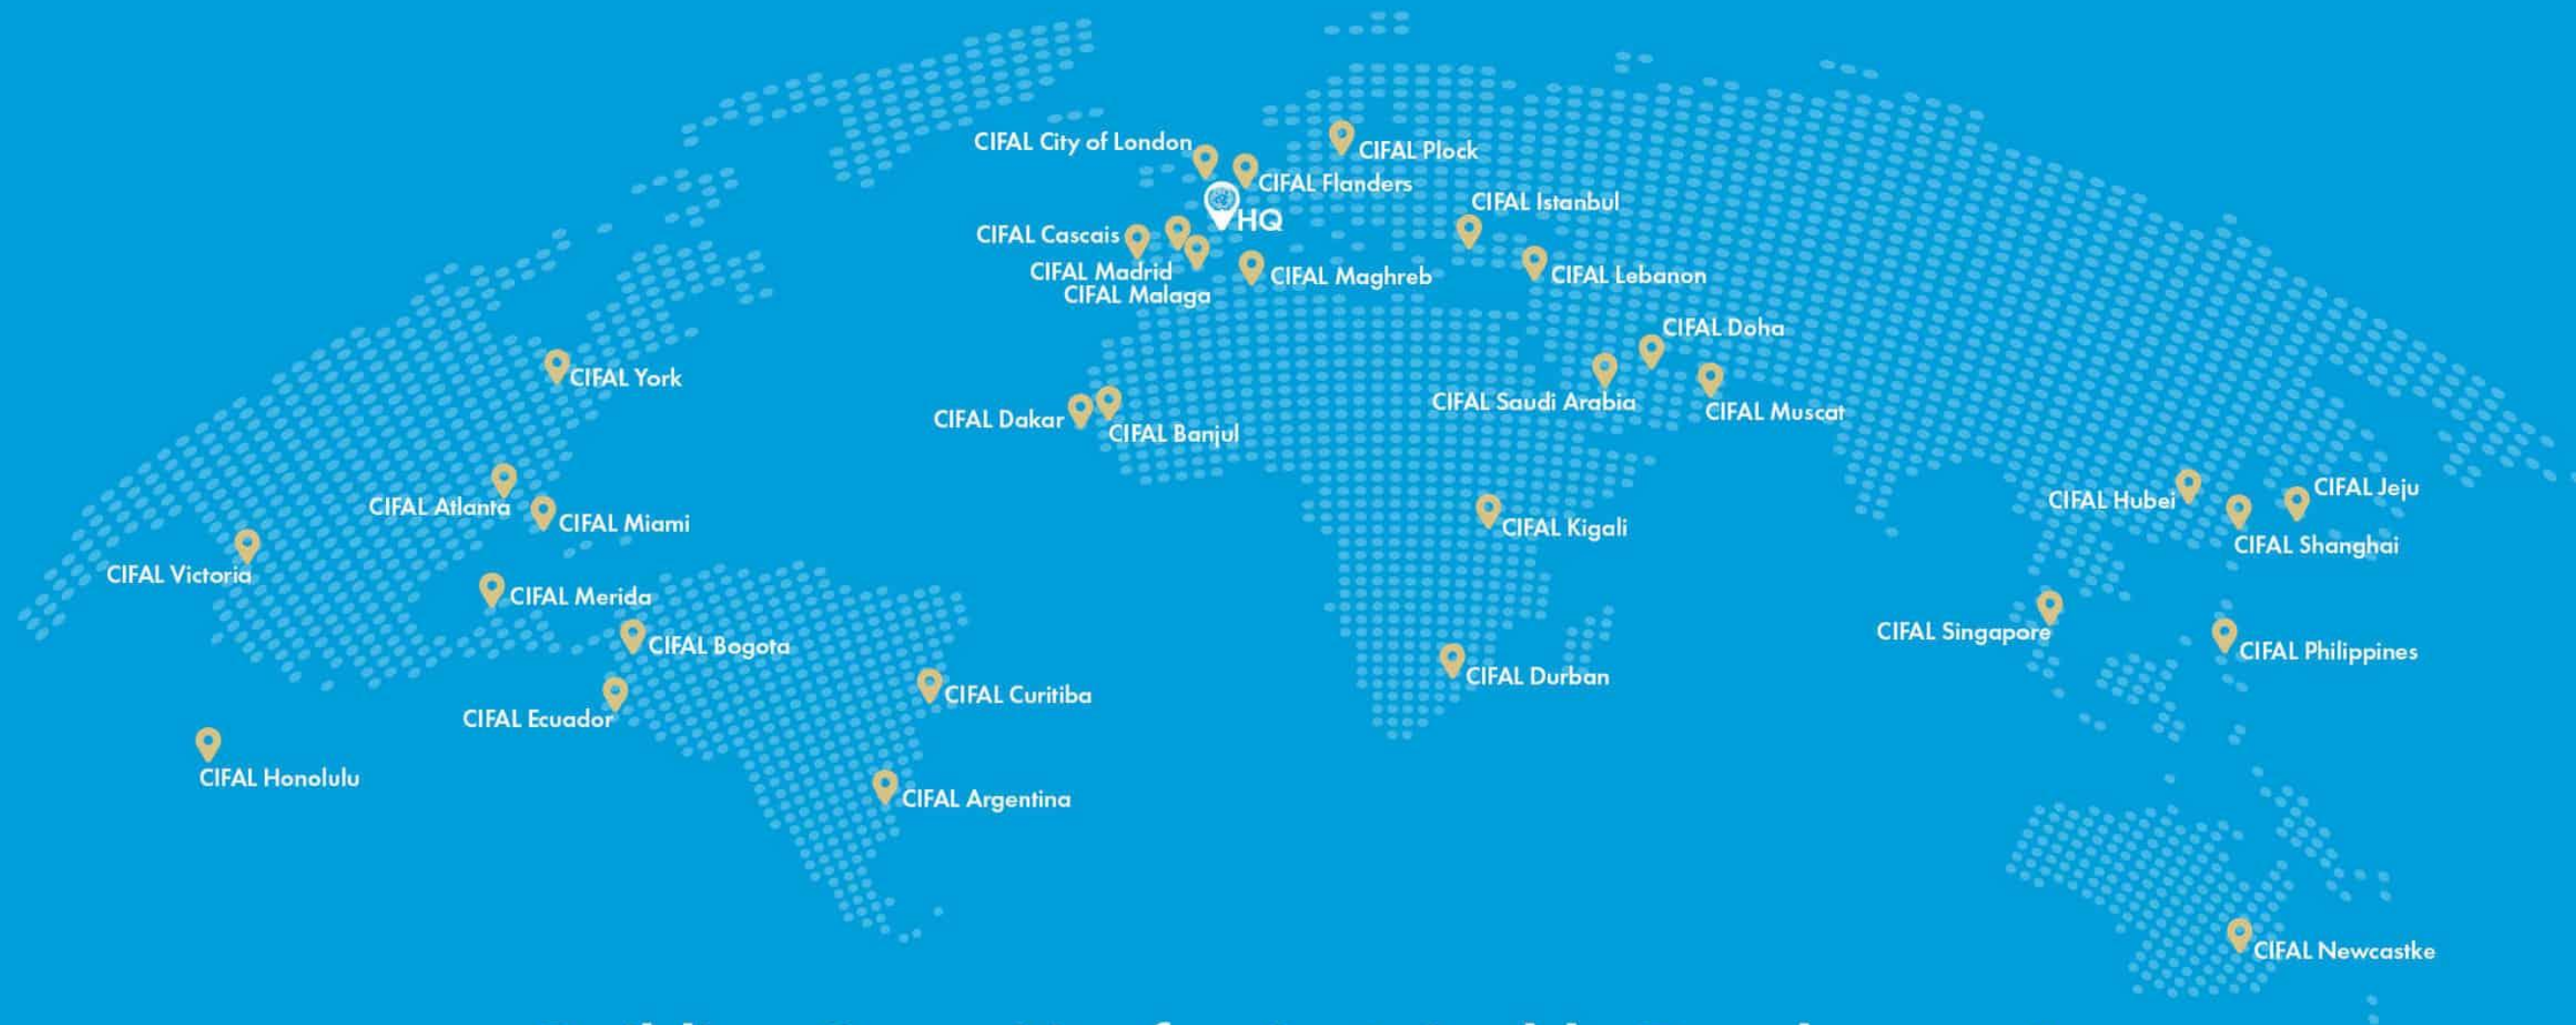 CIFAL City of London
CIFAL Plock
CIFAL Flanders
CIFAL Istanbul
HQ
CIFAL Cascais
CIFAL Madrid
CIFAL Malaga
CIFAL Maghreb
CIFAL Lebanon
CIFAL Doha
CIFAL York
CIFAL Saudi Arabia
CIFAL Muscat
CIFAL Dakar
CIFAL Banjul
CIFAL Atlanta
CIFAL Miami
CIFAL Kigali
CIFAL Hubei
CIFAL Jeju
CIFAL Shanghai
CIFAL Victoria
CIFAL Merida
CIFAL Bogota
CIFAL Singapore
CIFAL Philippines
CIFAL Durban
CIFAL Curitiba
CIFAL Ecuador
CIFAL Honolulu
CIFAL Argentina
CIFAL Newcastke